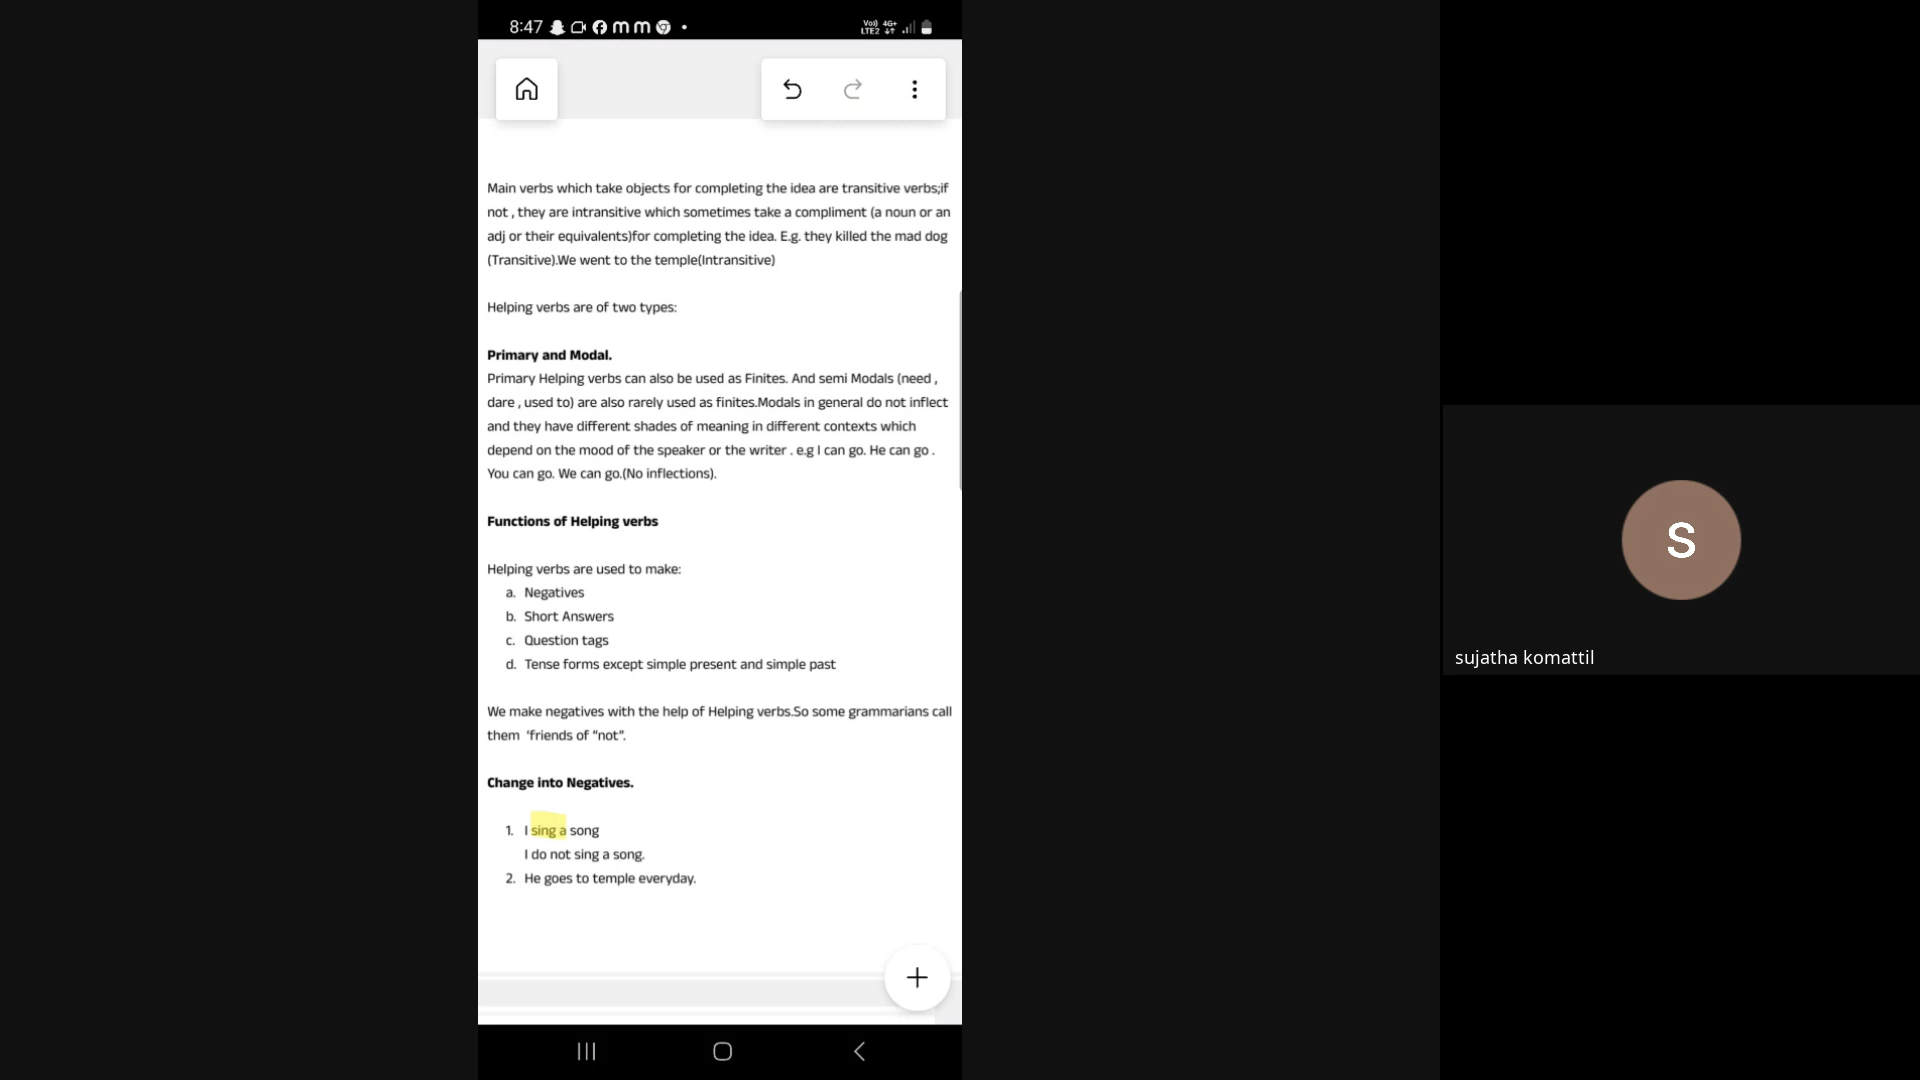 8:47
Vo)) 4G+
LTE2
Main verbs which take objects for completing the idea are transitive verbs;if
not , they are intransitive which sometimes take a compliment (a noun or an
adj or their equivalents)for completing the idea. E.g. they killed the mad dog
(Transitive).We went to the temple(Intransitive)
Helping verbs are of two types:
Primary and Modal.
Primary Helping verbs can also be used as Finites. And semi Modals (need ,
dare , used to) are also rarely used as finites.Modals in general do not inflect
and they have different shades of meaning in different contexts which
depend on the mood of the speaker or the writer . e.g I can go. He can go .
You can go. We can go.(No inflections).
Functions of Helping verbs
Helping verbs are used to make:
a. Negatives
b. Short Answers
c. Question tags
d. Tense forms except simple present and simple past
We make negatives with the help of Helping verbs.So some grammarians call
them ‘friends of “not”.
Change into Negatives.
1. I sing a song
I do not sing a song.
2. He goes to temple everyday.
S
sujatha komattil